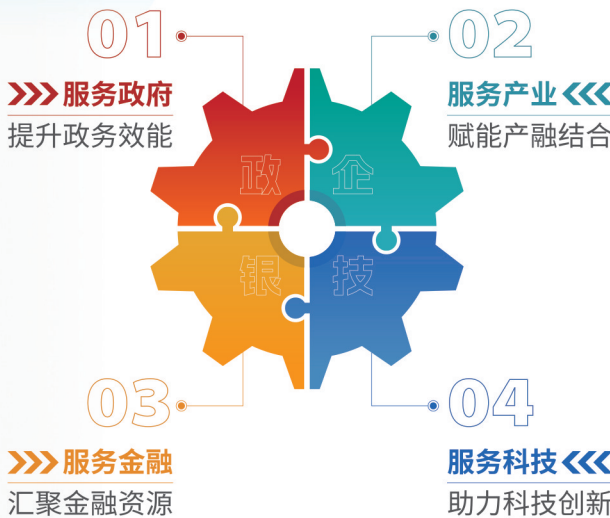 01
服务政府
提升政务效能
02
服务产业
赋能产融结合
政
企
银
技
03
服务金融
汇聚金融资源
04
服务科技
助力科技创新